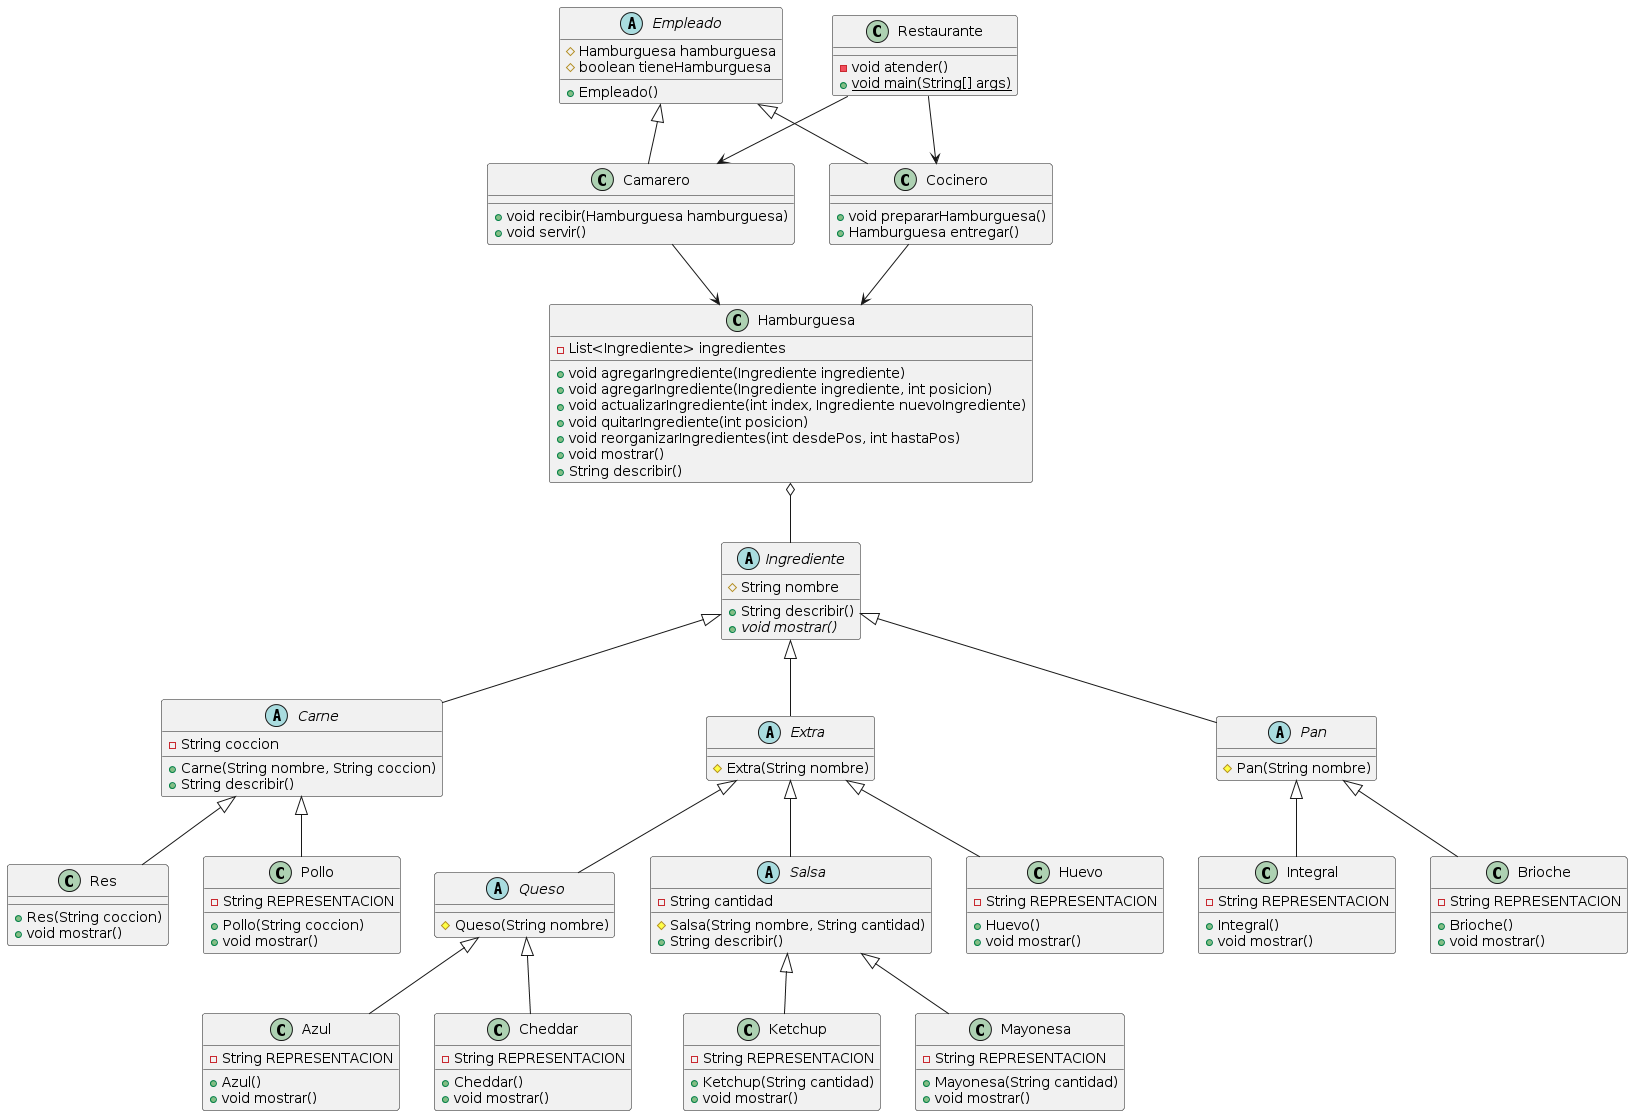 A Empleado
Hamburguesa hamburguesa
boolean tieneHamburguesa
Empleado()
C Restaurante
void atender()
void main(String[] args)
C Camarero
void recibir(Hamburguesa hamburguesa)
void servir()
C Cocinero
void prepararHamburguesa()
Hamburguesa entregar()
C Hamburguesa
List<Ingrediente> ingredientes
void agregarIngrediente(Ingrediente ingrediente)
void agregarIngrediente(Ingrediente ingrediente, int posicion)
void actualizarIngrediente(int index, Ingrediente nuevoIngrediente)
void quitarIngrediente(int posicion)
void reorganizarIngredientes(int desdePos, int hastaPos)
void mostrar()
String describir()
A Ingrediente
String nombre
String describir()
void mostrar()
A Carne
String coccion
Carne(String nombre, String coccion)
String describir()
A Extra
Extra(String nombre)
A Pan
Pan(String nombre)
C Res
Res(String coccion)
void mostrar()
C Pollo
String REPRESENTACION
Pollo(String coccion)
void mostrar()
A Queso
Queso(String nombre)
A Salsa
String cantidad
Salsa(String nombre, String cantidad)
String describir()
C Huevo
String REPRESENTACION
Huevo()
void mostrar()
C Integral
String REPRESENTACION
Integral()
void mostrar()
C Brioche
String REPRESENTACION
Brioche()
void mostrar()
C Azul
String REPRESENTACION
Azul()
void mostrar()
C Cheddar
String REPRESENTACION
Cheddar()
void mostrar()
C Ketchup
String REPRESENTACION
Ketchup(String cantidad)
void mostrar()
C Mayonesa
String REPRESENTACION
Mayonesa(String cantidad)
void mostrar()